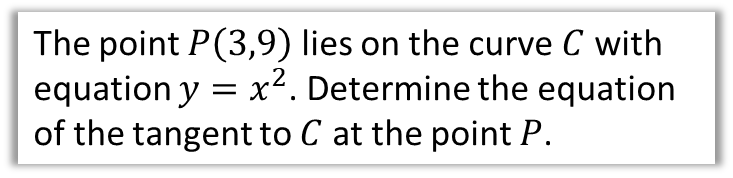 The point P(3,9) lies on the curve C with
equation y = x². Determine the equation
of the tangent to C at the point P.